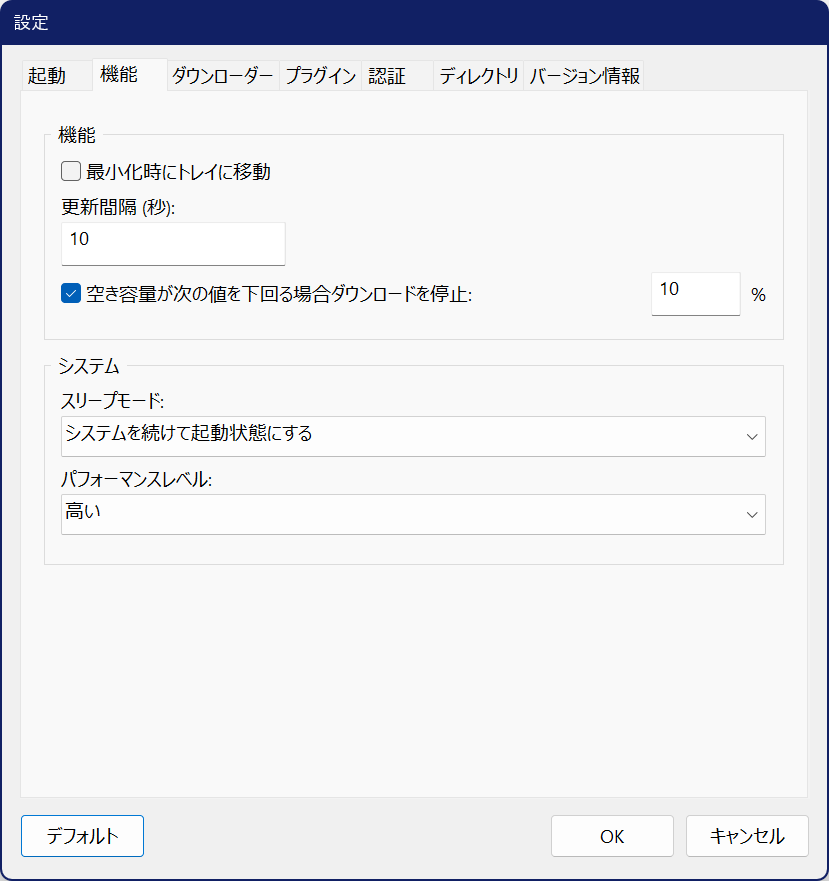 設定
起動 機能 ダウンローダー プラグイン 認証 ディレクトリ バージョン情報
機能
最小化時にトレイに移動
更新間隔 (秒):
10
空き容量が次の値を下回る場合ダウンロードを停止: 10 %
システム
スリープモード:
システムを続けて起動状態にする
パフォーマンスレベル:
高い
デフォルト OK キャンセル